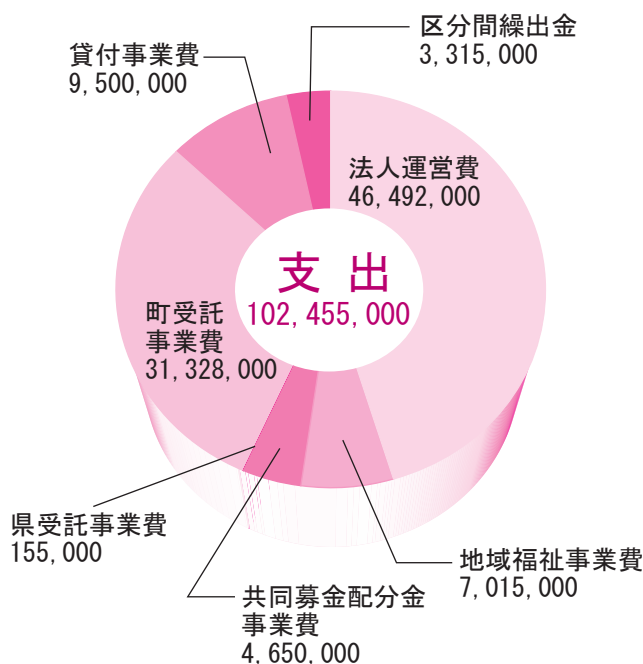 区分間繰出金
3,315,000
貸付事業費
9,500,000
法人運営費
46,492,000
支出
102,455,000
町受託
事業費
31,328,000
県受託事業費
155,000
共同募金配分金
事業費
4,650,000
地域福祉事業費
7,015,000